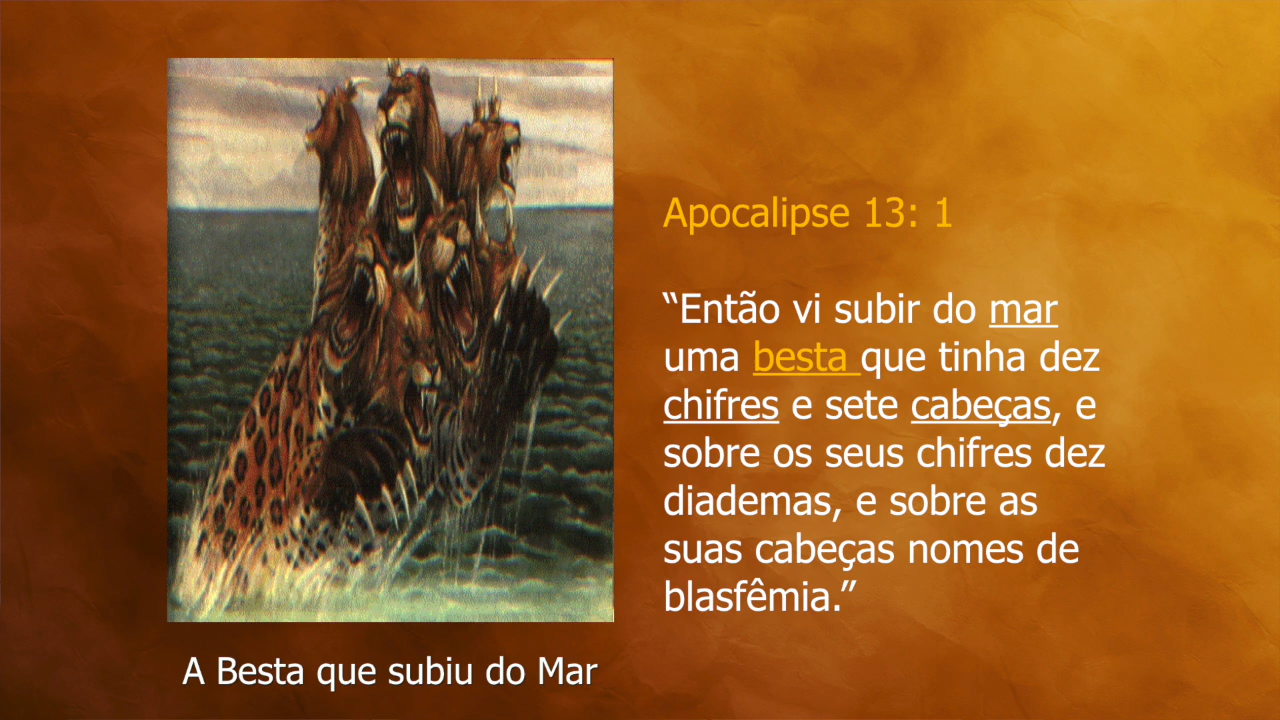 Apocalipse 13: 1
“Então vi subir do mar
uma besta que tinha dez
chifres e sete cabeças, e
sobre os seus chifres dez
diademas, e sobre as
suas cabeças nomes de
blasfêmia.”
A Besta que subiu do Mar